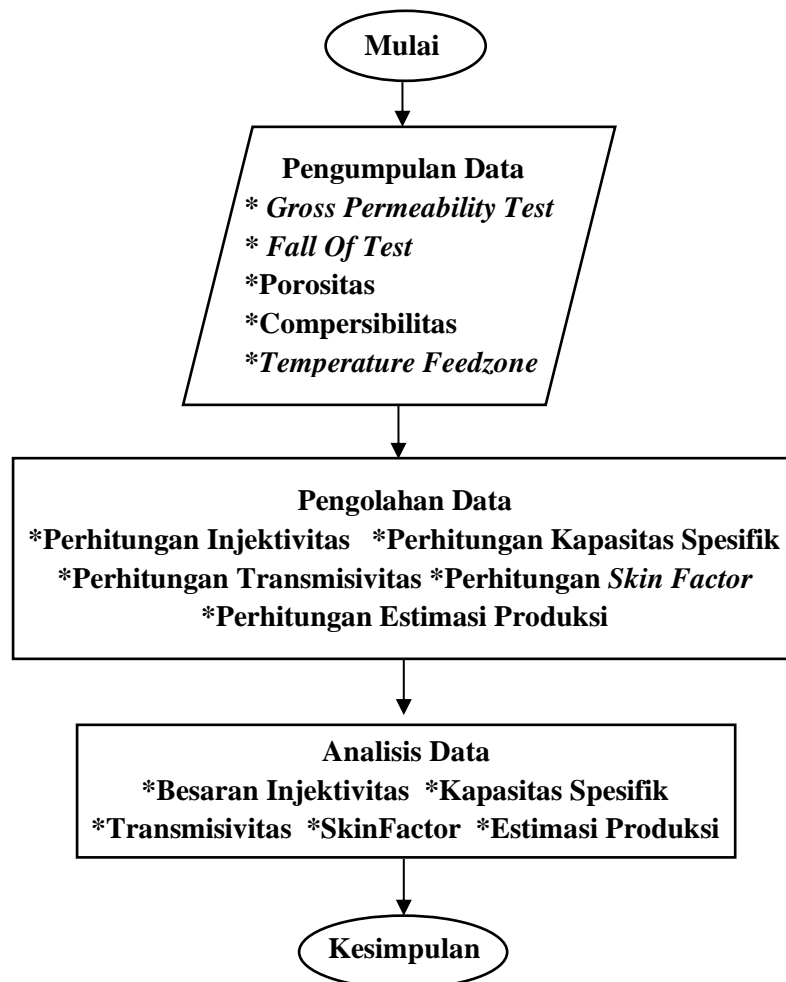 Mulai
Pengumpulan Data
* Gross Permeability Test
* Fall Of Test
*Porositas
*Compersibilitas
*Temperature Feedzone
Pengolahan Data
*Perhitungan Injektivitas *Perhitungan Kapasitas Spesifik
*Perhitungan Transmisivitas *Perhitungan Skin Factor
*Perhitungan Estimasi Produksi
Analisis Data
*Besaran Injektivitas *Kapasitas Spesifik
*Transmisivitas *SkinFactor *Estimasi Produksi
Kesimpulan